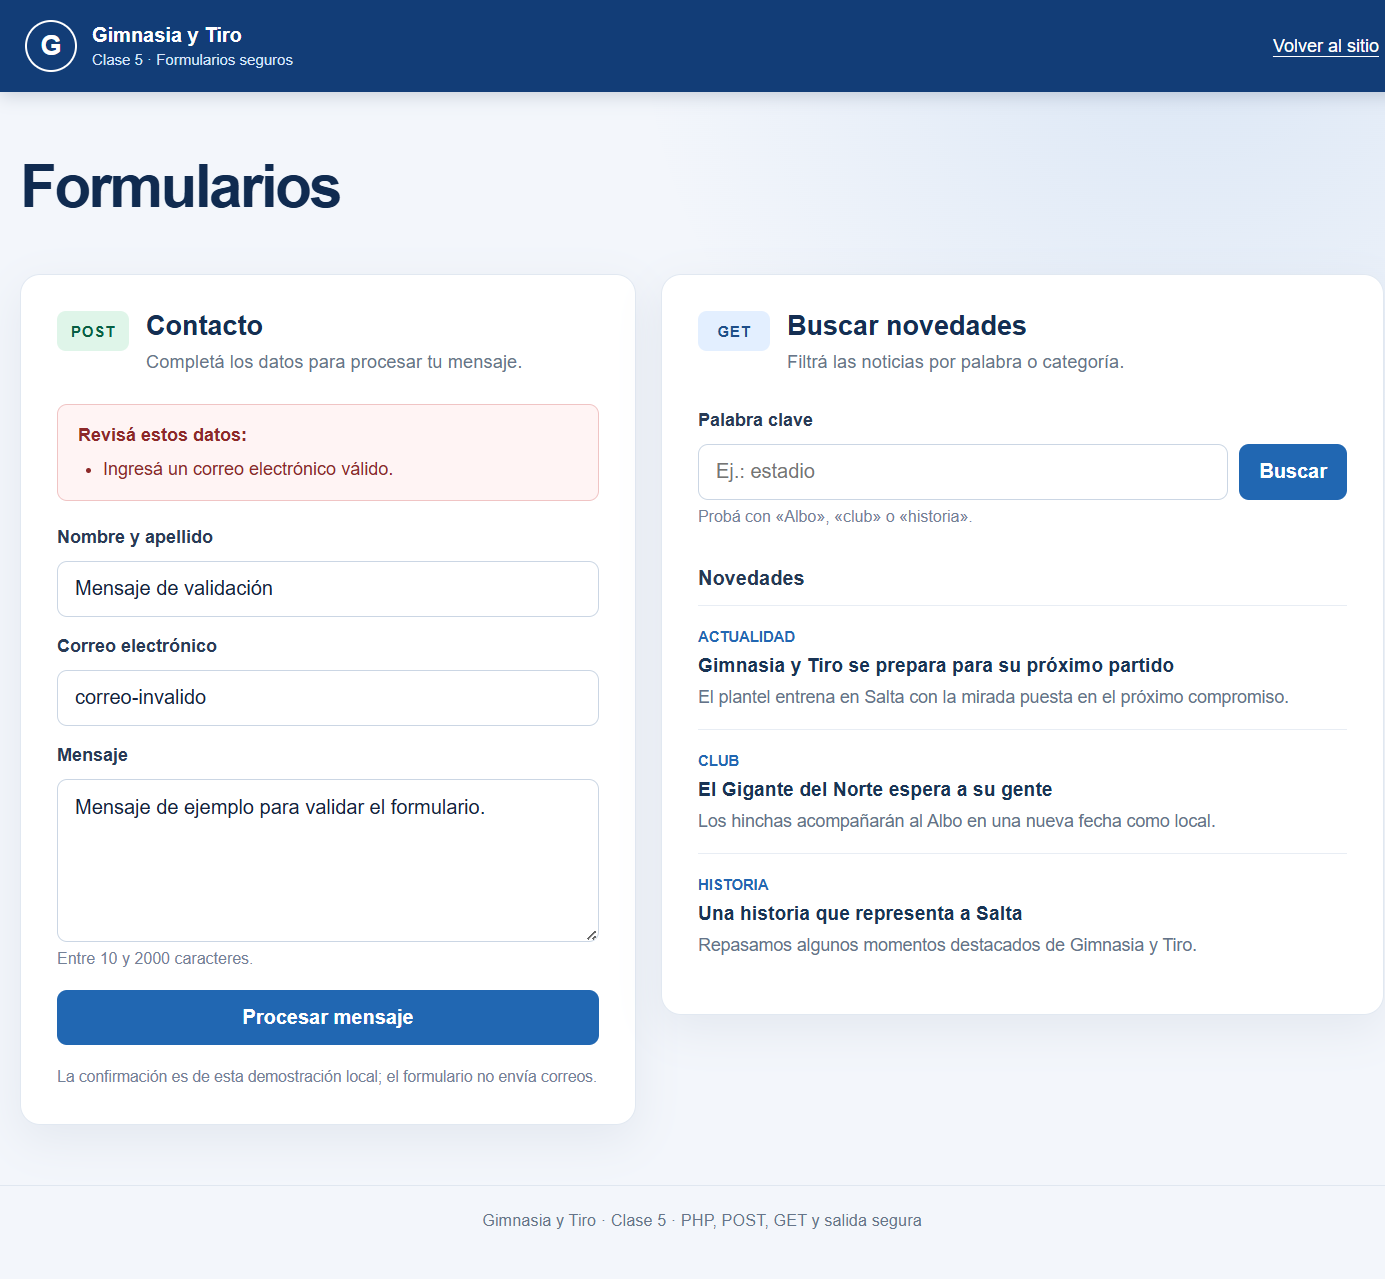 G
Gimnasia y Tiro
Clase 5 · Formularios seguros
Volver al sitio
Formularios
POST
Contacto
Completá los datos para procesar tu mensaje.
Revisá estos datos:
• Ingresá un correo electrónico válido.
Nombre y apellido
Mensaje de validación
Correo electrónico
correo-invalido
Mensaje
Mensaje de ejemplo para validar el formulario.
Entre 10 y 2000 caracteres.
Procesar mensaje
La confirmación es de esta demostración local; el formulario no envía correos.
GET
Buscar novedades
Filtrá las noticias por palabra o categoría.
Palabra clave
Ej.: estadio
Buscar
Probá con «Albo», «club» o «historia».
Novedades
ACTUALIDAD
Gimnasia y Tiro se prepara para su próximo partido
El plantel entrena en Salta con la mirada puesta en el próximo compromiso.
CLUB
El Gigante del Norte espera a su gente
Los hinchas acompañarán al Albo en una nueva fecha como local.
HISTORIA
Una historia que representa a Salta
Repasamos algunos momentos destacados de Gimnasia y Tiro.
Gimnasia y Tiro · Clase 5 · PHP, POST, GET y salida segura